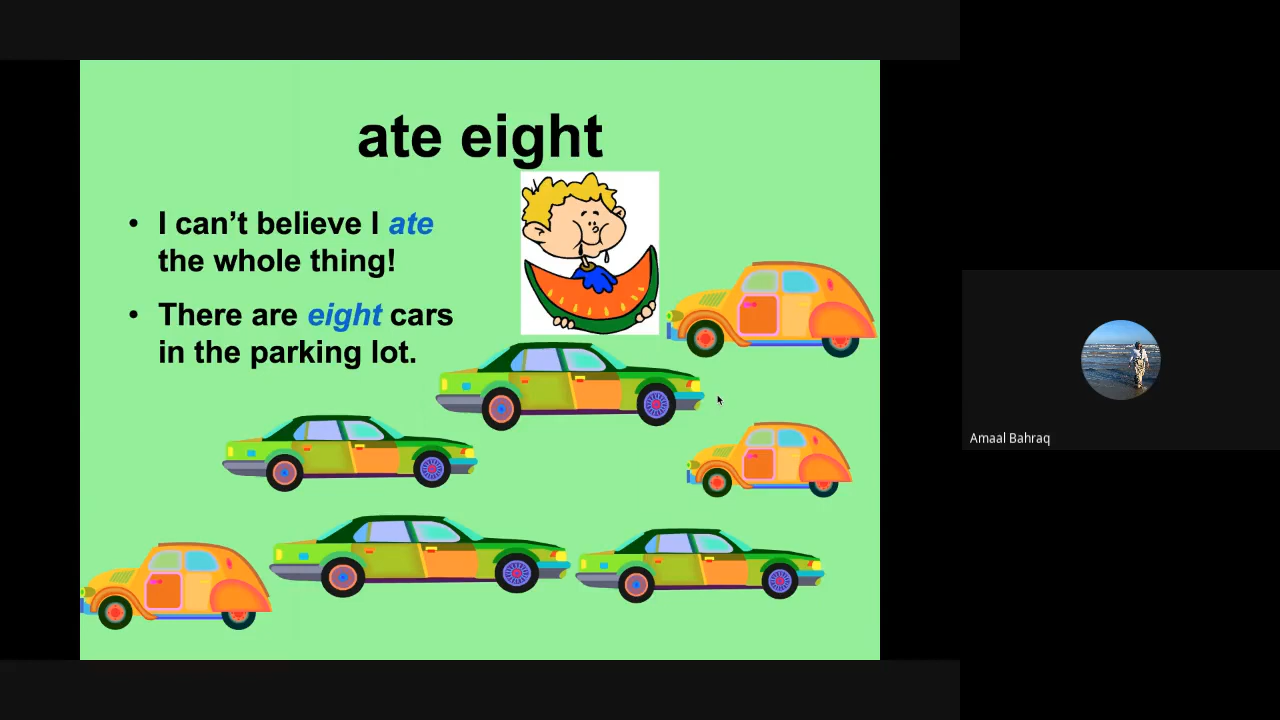 ate eight
• I can’t believe I ate
the whole thing!
• There are eight cars
in the parking lot.
Amaal Bahraq